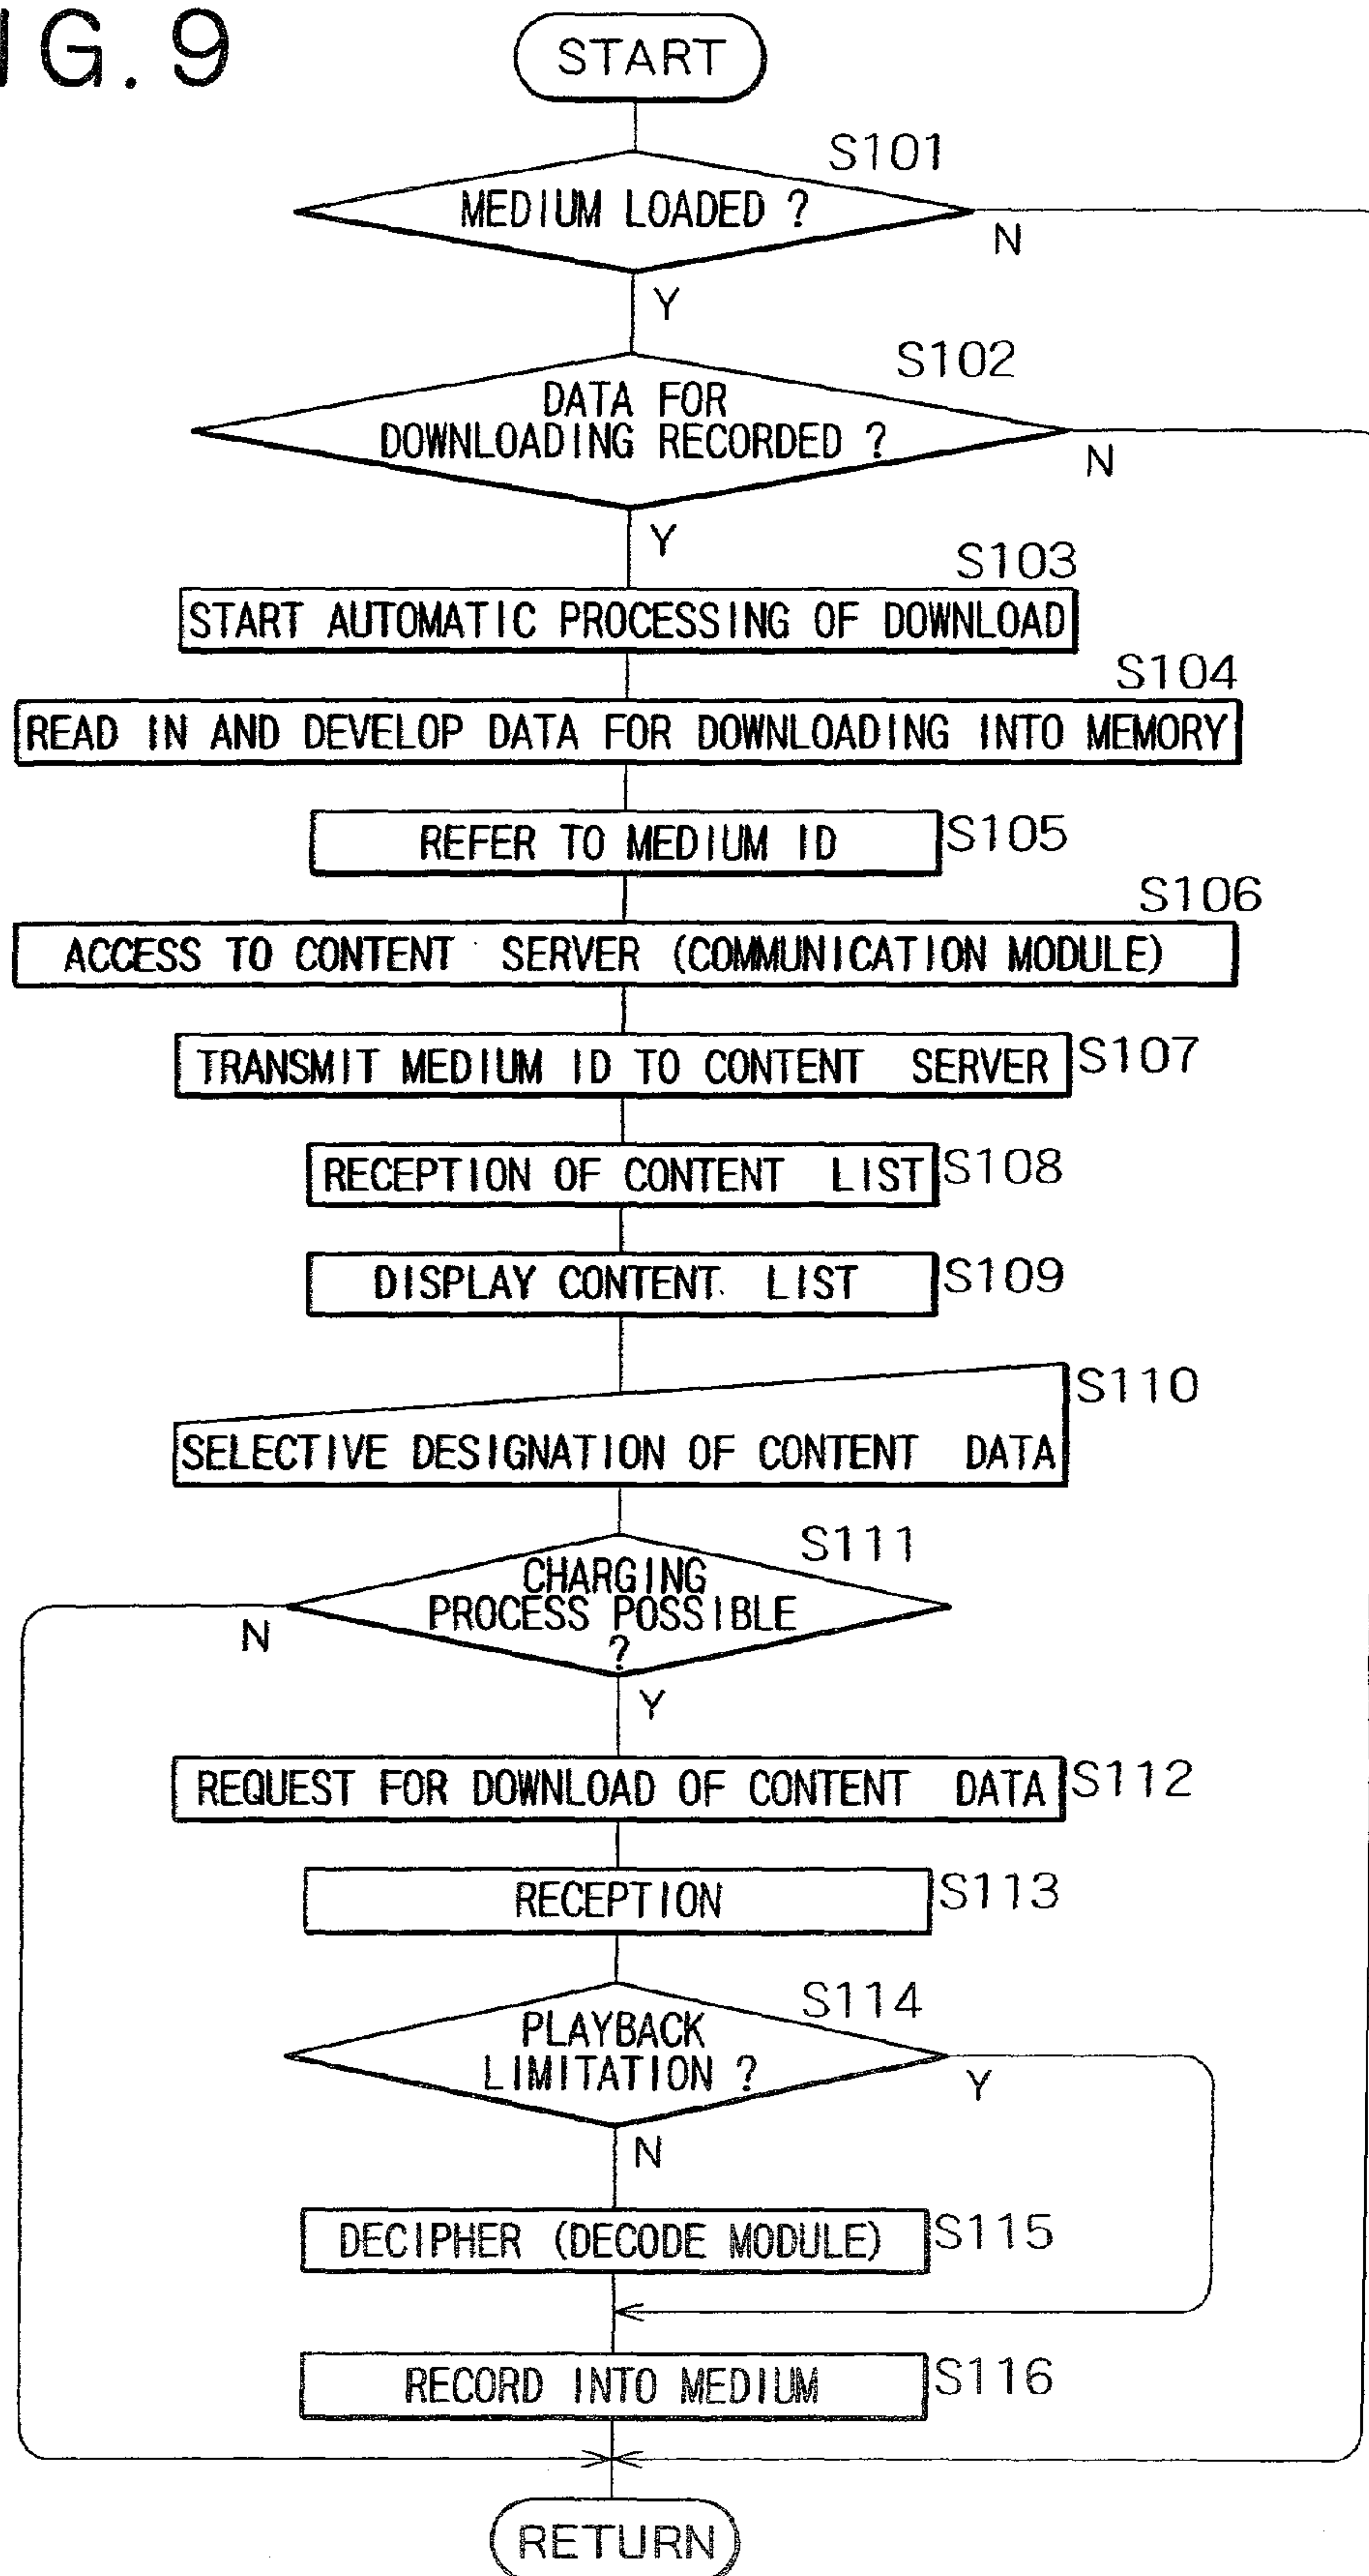 IG. 9
START
S101
MEDIUM LOADED ?
N
Y
S102
DATA FOR
DOWNLOADING RECORDED ?
N
Y
S103
START AUTOMATIC PROCESSING OF DOWNLOAD
S104
READ IN AND DEVELOP DATA FOR DOWNLOADING INTO MEMORY
REFER TO MEDIUM ID S105
S106
ACCESS TO CONTENT SERVER (COMMUNICATION MODULE)
TRANSMIT MEDIUM ID TO CONTENT SERVER S107
RECEPTION OF CONTENT LIST S108
DISPLAY CONTENT LIST S109
S110
SELECTIVE DESIGNATION OF CONTENT DATA
S111
CHARGING
PROCESS POSSIBLE
?
N
Y
REQUEST FOR DOWNLOAD OF CONTENT DATA S112
RECEPTION S113
S114
PLAYBACK
LIMITATION ?
Y
N
DECIPHER (DECODE MODULE) S115
RECORD INTO MEDIUM S116
RETURN